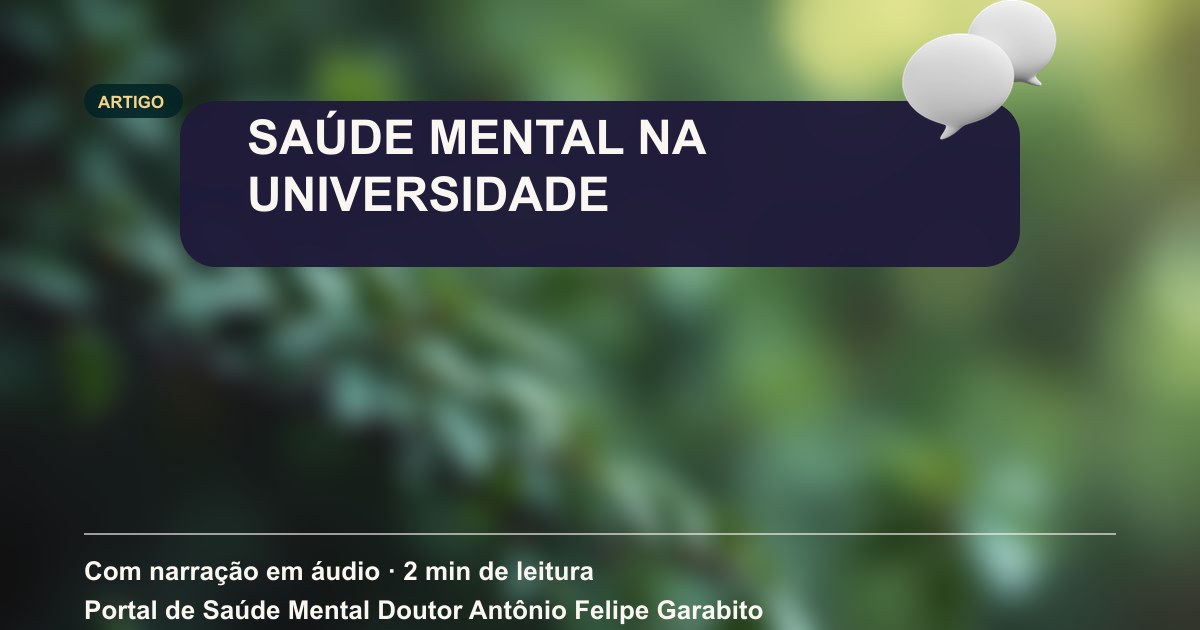 ARTIGO
SAÚDE MENTAL NA
UNIVERSIDADE
Com narração em áudio · 2 min de leitura
Portal de Saúde Mental Doutor Antônio Felipe Garabito